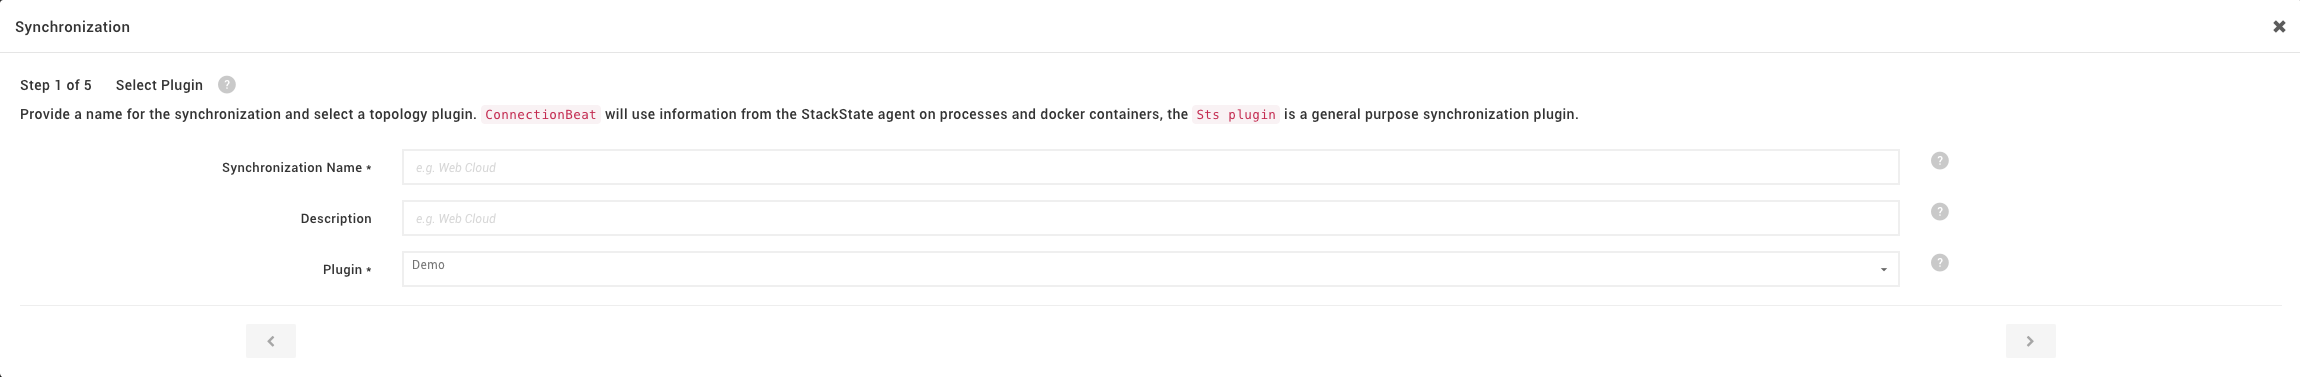 Synchronization
Step 1 of 5 Select Plugin ?
Provide a name for the synchronization and select a topology plugin. ConnectionBeat will use information from the StackState agent on processes and docker containers, the Sts plugin is a general purpose synchronization plugin.
Synchronization Name * e.g. Web Cloud ?
Description e.g. Web Cloud ?
Plugin * Demo ?